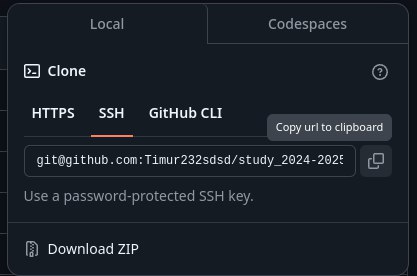 Local
Codespaces
Clone
HTTPS
SSH
GitHub CLI
Copy url to clipboard
git@github.com:Timur232sdsd/study_2024-2025
Use a password-protected SSH key.
Download ZIP